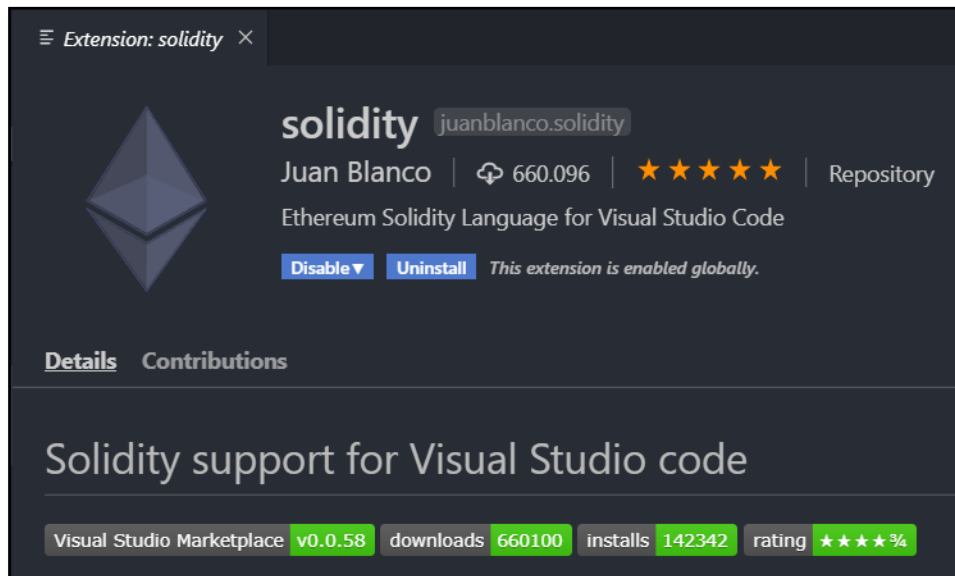 Extension: solidity ×
solidity juanblanco.solidity
Juan Blanco | 660.096 | ★★★★★ | Repository
Ethereum Solidity Language for Visual Studio Code
Disable▼ Uninstall This extension is enabled globally.
Details Contributions
Solidity support for Visual Studio code
Visual Studio Marketplace v0.0.58 downloads 660100 installs 142342 rating ★★★★¾